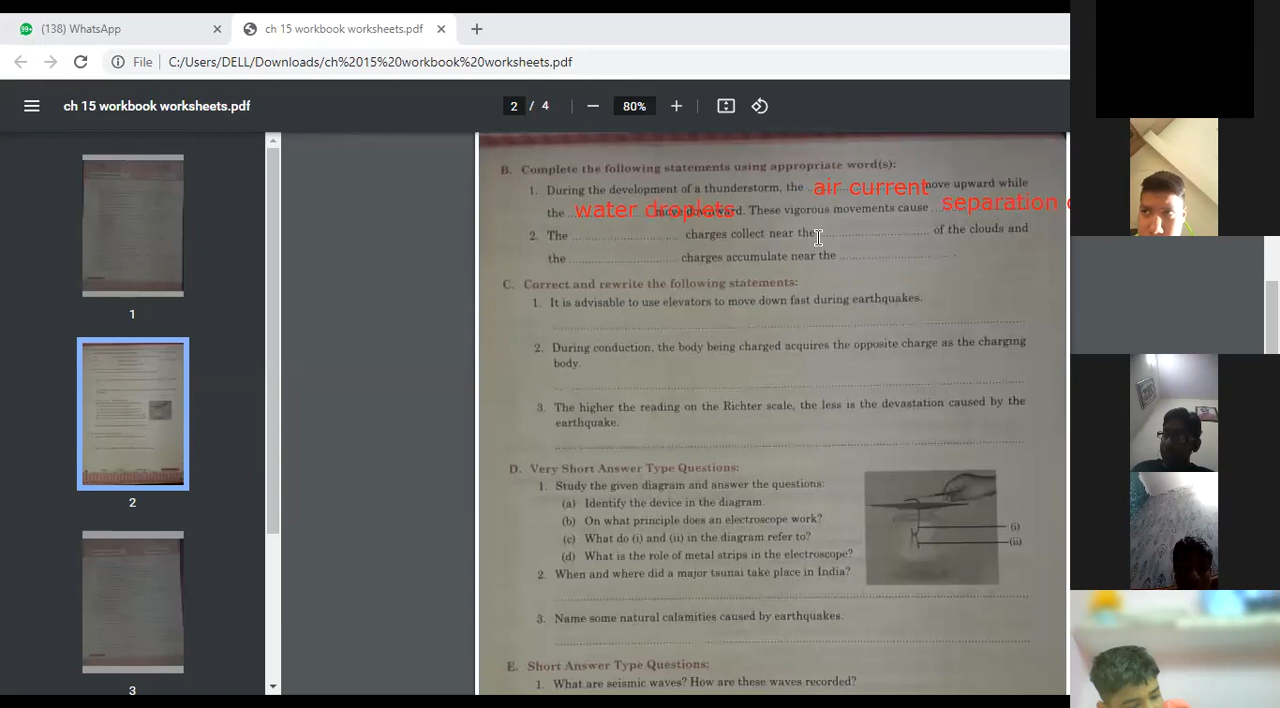 (138) WhatsApp
ch 15 workbook worksheets.pdf
File C:/Users/DELL/Downloads/ch%2015%20workbook%20worksheets.pdf
ch 15 workbook worksheets.pdf
2 / 4
80%
1
2
3
B. Complete the following statements using appropriate word(s):
1. During the development of a thunderstorm, the air current move upward while
the water droplets move downward. These vigorous movements cause separation
2. The charges collect near the of the clouds and
the charges accumulate near the
C. Correct and rewrite the following statements:
1. It is advisable to use elevators to move down fast during earthquakes.
2. During conduction, the body being charged acquires the opposite charge as the charging
body.
3. The higher the reading on the Richter scale, the less is the devastation caused by the
earthquake.
D. Very Short Answer Type Questions:
1. Study the given diagram and answer the questions:
(a) Identify the device in the diagram.
(b) On what principle does an electroscope work?
(c) What do (i) and (ii) in the diagram refer to?
(d) What is the role of metal strips in the electroscope?
(i)
(ii)
2. When and where did a major tsunai take place in India?
3. Name some natural calamities caused by earthquakes.
E. Short Answer Type Questions:
1. What are seismic waves? How are these waves recorded?